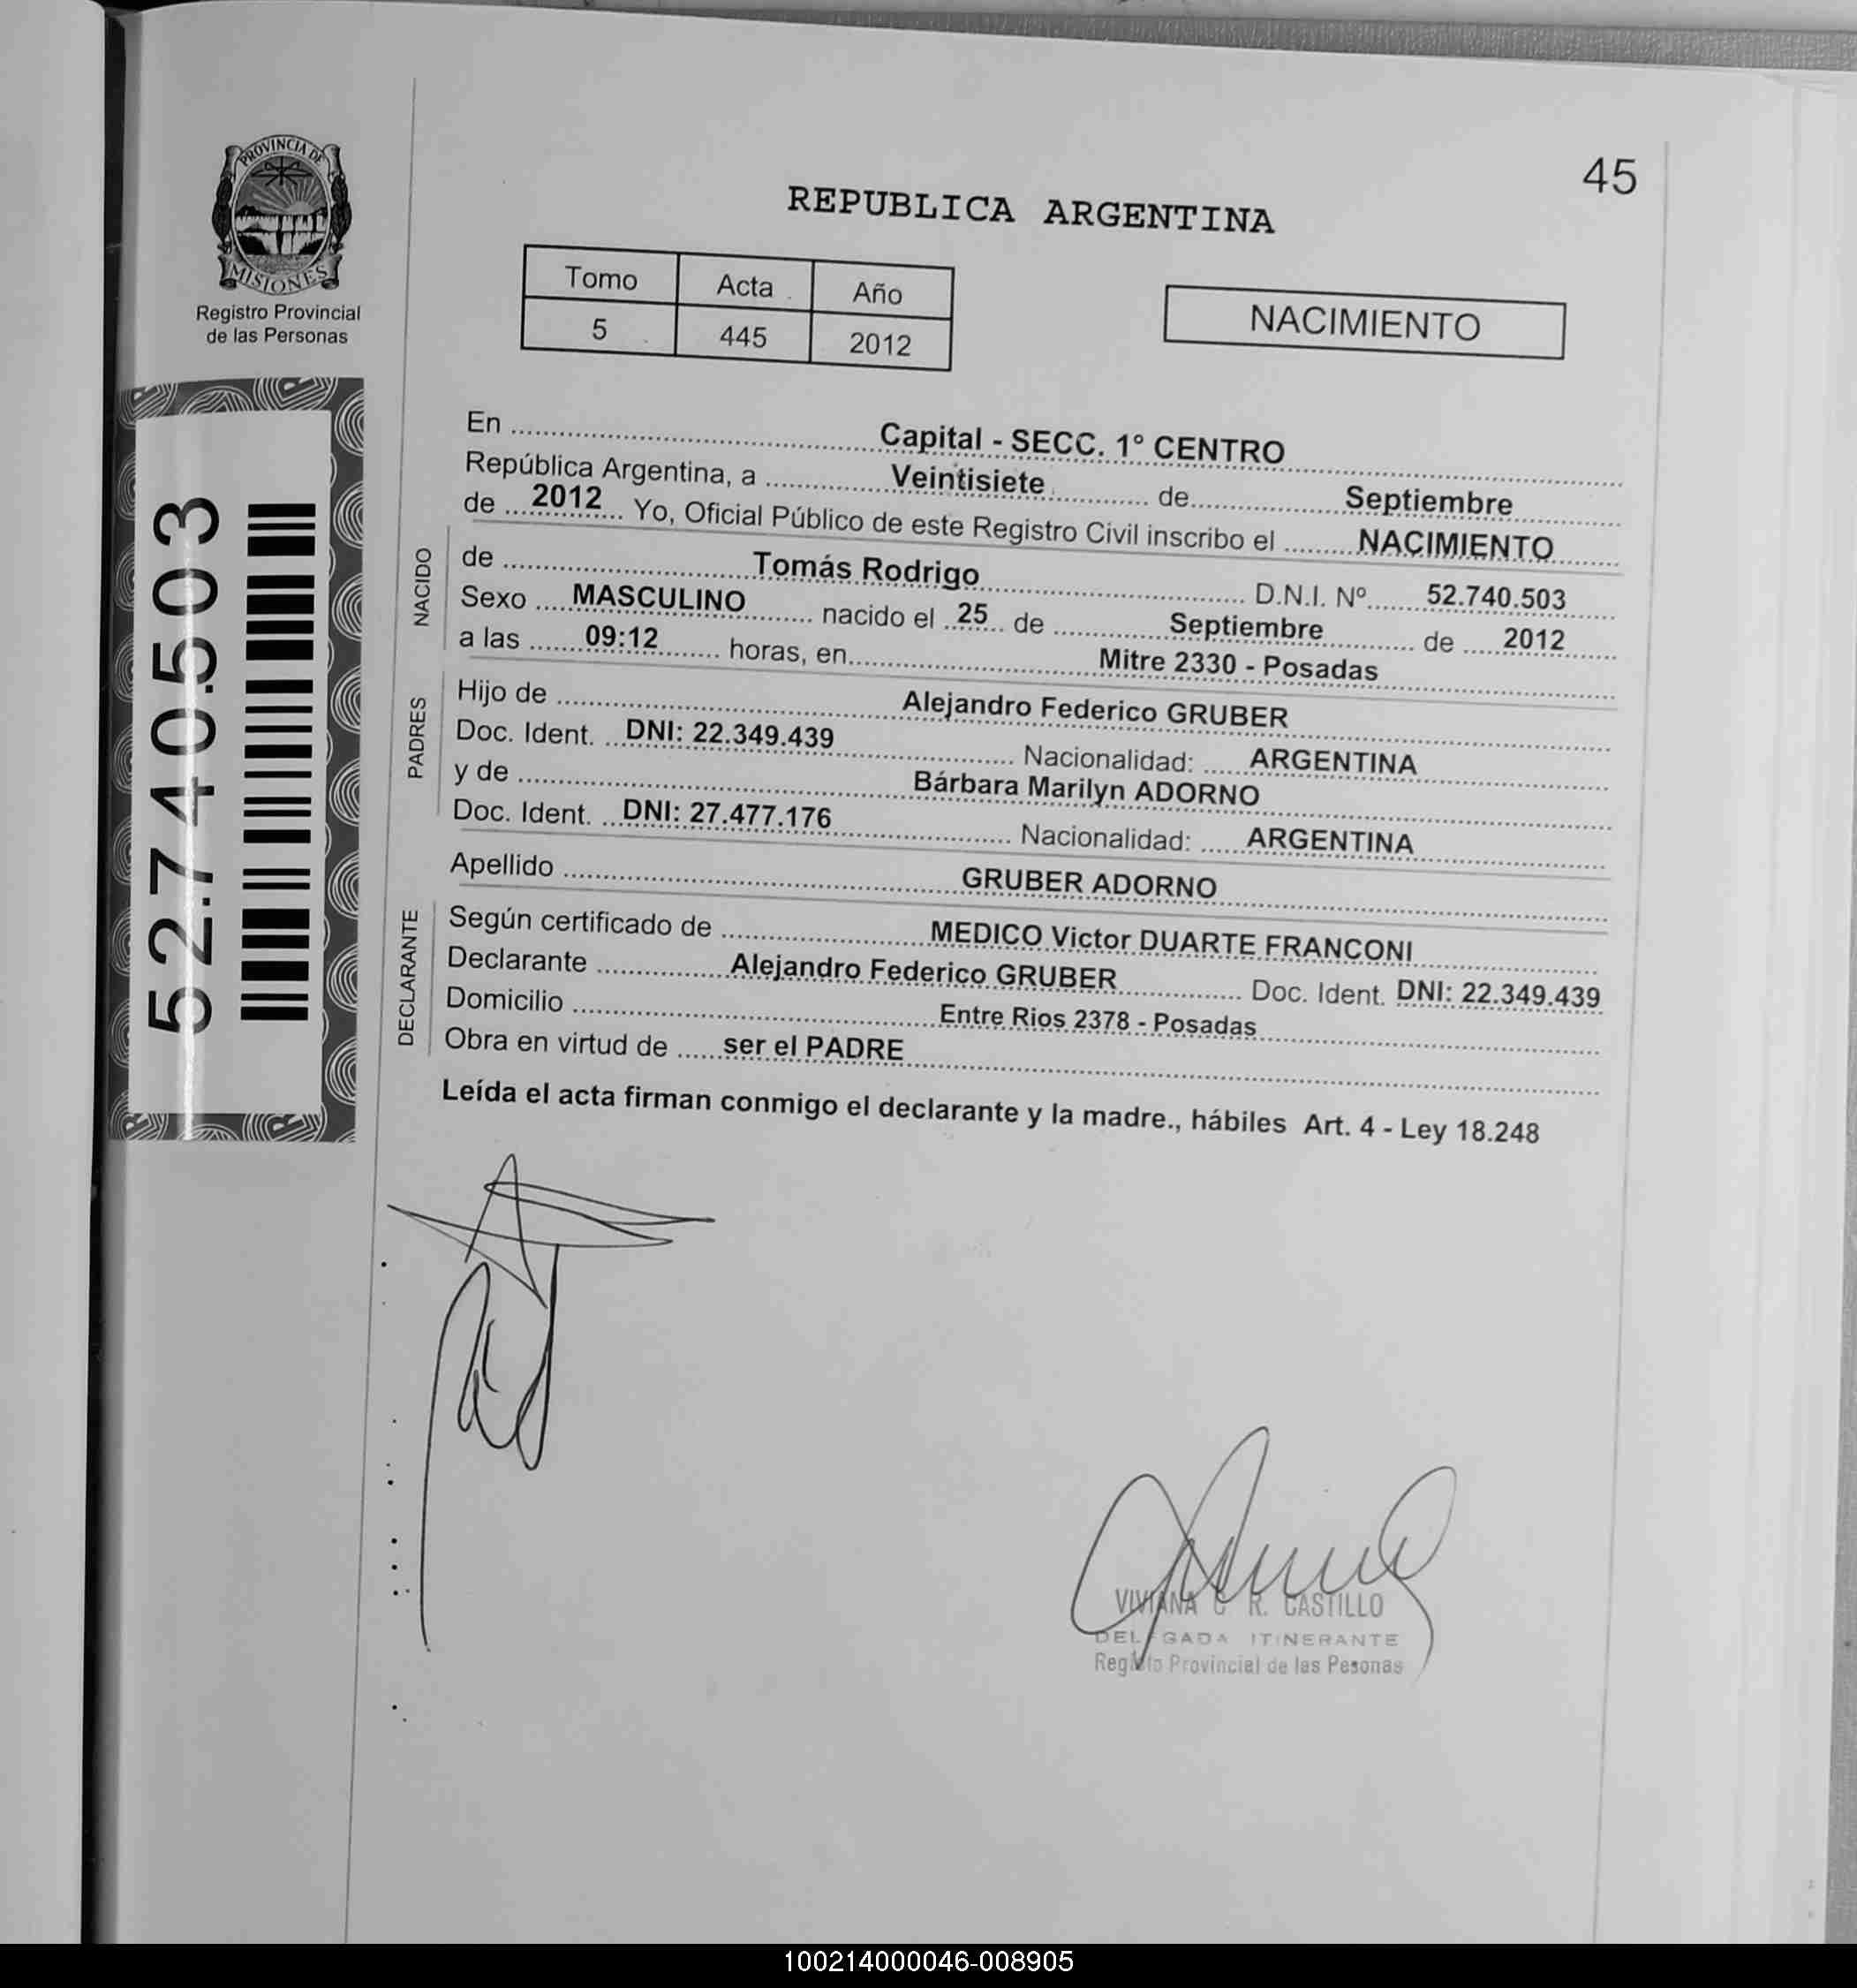 PROVINCIA DE
MISIONES
Registro Provincial
de las Personas
52.740.503
45
REPUBLICA ARGENTINA
Tomo Acta Año
5 445 2012
NACIMIENTO
En Capital - SECC. 1° CENTRO
República Argentina, a Veintisiete de Septiembre
de 2012 Yo, Oficial Público de este Registro Civil inscribo el NACIMIENTO
NACIDO
de Tomás Rodrigo D.N.I. Nº 52.740.503
Sexo MASCULINO nacido el 25 de Septiembre de 2012
a las 09:12 horas, en Mitre 2330 - Posadas
PADRES
Hijo de Alejandro Federico GRUBER
Doc. Ident. DNI: 22.349.439 Nacionalidad: ARGENTINA
y de Bárbara Marilyn ADORNO
Doc. Ident. DNI: 27.477.176 Nacionalidad: ARGENTINA
Apellido GRUBER ADORNO
DECLARANTE
Según certificado de MEDICO Victor DUARTE FRANCONI
Declarante Alejandro Federico GRUBER Doc. Ident. DNI: 22.349.439
Domicilio Entre Rios 2378 - Posadas
Obra en virtud de ser el PADRE
Leída el acta firman conmigo el declarante y la madre., hábiles Art. 4 - Ley 18.248
VIVIANA C R. CASTILLO
DELEGADA ITINERANTE
Registo Provincial de las Pesonas
100214000046-008905